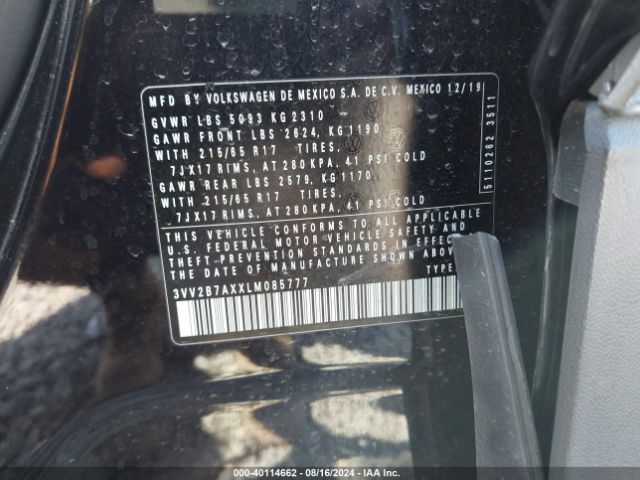 MFD BY VOLKSWAGEN DE MEXICO S.A. DE C.V. MEXICO 12/19
GVWR LBS 5093 KG 2310
GAWR FRONT LBS 2624, KG 1190
WITH 215/65 R17 TIRES,
7JX17 RIMS, AT 280 KPA, 41 PSI COLD
GAWR REAR LBS 2579, KG 1170,
WITH 215/65 R17 TIRES,
7JX17 RIMS, AT 280 KPA, 41 PSI COLD
THIS VEHICLE CONFORMS TO ALL APPLICABLE
U.S. FEDERAL MOTOR VEHICLE SAFETY AND
THEFT PREVENTION STANDARDS IN EFFECT
ON THE DATE OF MANUFACTURE SHOWN ABOVE
3VV2B7AXXLM085777 TYPE
51102623511
000-40114662 - 08/16/2024 - IAA Inc.